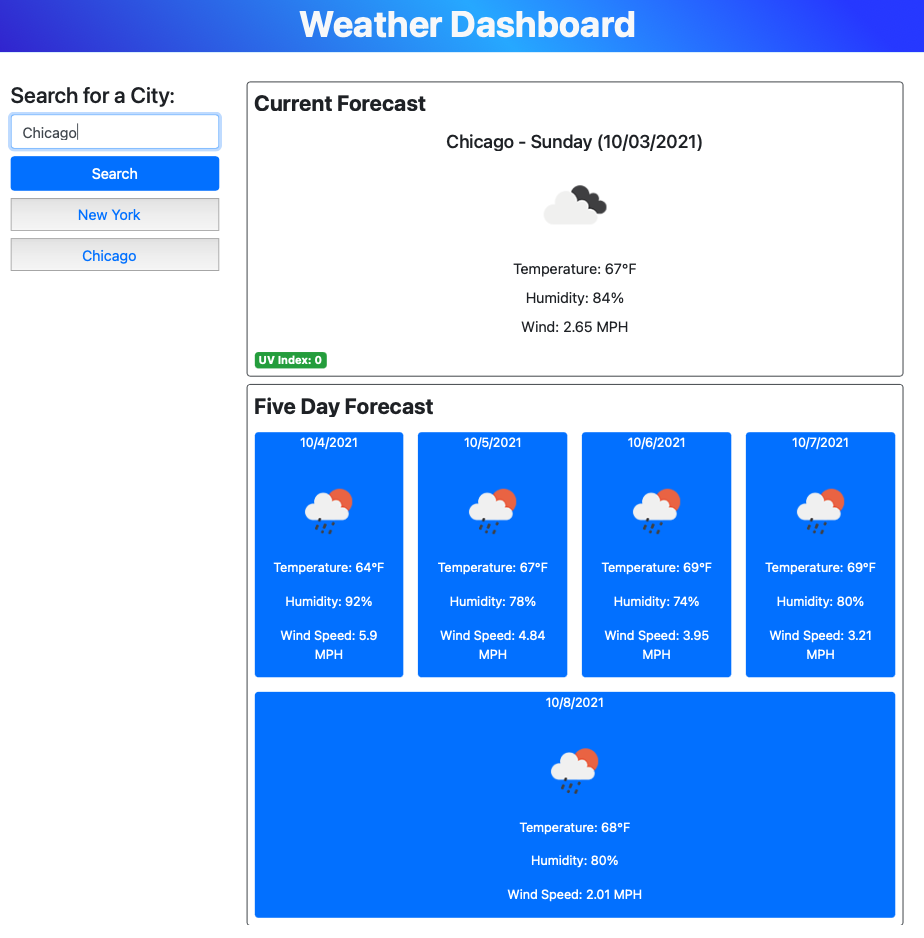 Weather Dashboard
Search for a City:
Chicago
Search
New York
Chicago
Current Forecast
Chicago - Sunday (10/03/2021)
Temperature: 67°F
Humidity: 84%
Wind: 2.65 MPH
UV Index: 0
Five Day Forecast
10/4/2021
Temperature: 64°F
Humidity: 92%
Wind Speed: 5.9
MPH
10/5/2021
Temperature: 67°F
Humidity: 78%
Wind Speed: 4.84
MPH
10/6/2021
Temperature: 69°F
Humidity: 74%
Wind Speed: 3.95
MPH
10/7/2021
Temperature: 69°F
Humidity: 80%
Wind Speed: 3.21
MPH
10/8/2021
Temperature: 68°F
Humidity: 80%
Wind Speed: 2.01 MPH